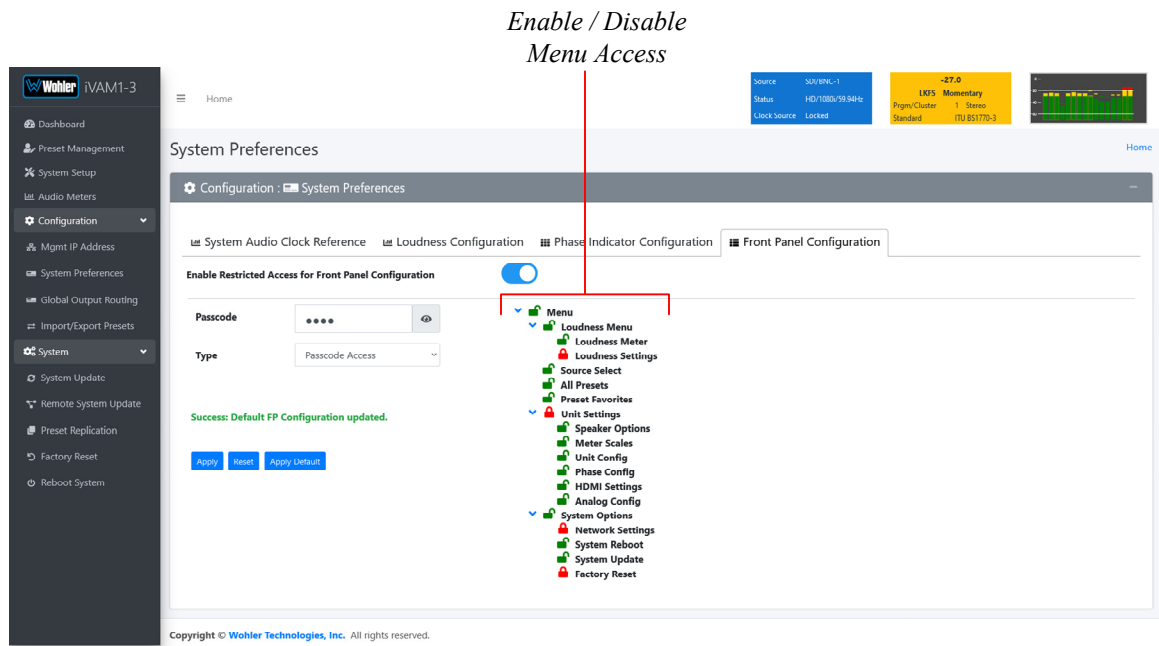 Enable / Disable
Menu Access
Wohler iVAM1-3
Home
Source SDI/BNC-1
Status HD/1080i/59.94Hz
Clock Source Locked
-27.0
LKFS Momentary
Prgm/Cluster 1 Stereo
Standard ITU BS1770-3
Dashboard
Preset Management
System Setup
Audio Meters
Configuration
Mgmt IP Address
System Preferences
Global Output Routing
Import/Export Presets
System
System Update
Remote System Update
Preset Replication
Factory Reset
Reboot System
System Preferences
Home
Configuration : System Preferences
System Audio Clock Reference Loudness Configuration Phase Indicator Configuration Front Panel Configuration
Enable Restricted Access for Front Panel Configuration
Passcode
Type Passcode Access
Success: Default FP Configuration updated.
Apply Reset Apply Default
Menu
Loudness Menu
Loudness Meter
Loudness Settings
Source Select
All Presets
Preset Favorites
Unit Settings
Speaker Options
Meter Scales
Unit Config
Phase Config
HDMI Settings
Analog Config
System Options
Network Settings
System Reboot
System Update
Factory Reset
Copyright © Wohler Technologies, Inc. All rights reserved.